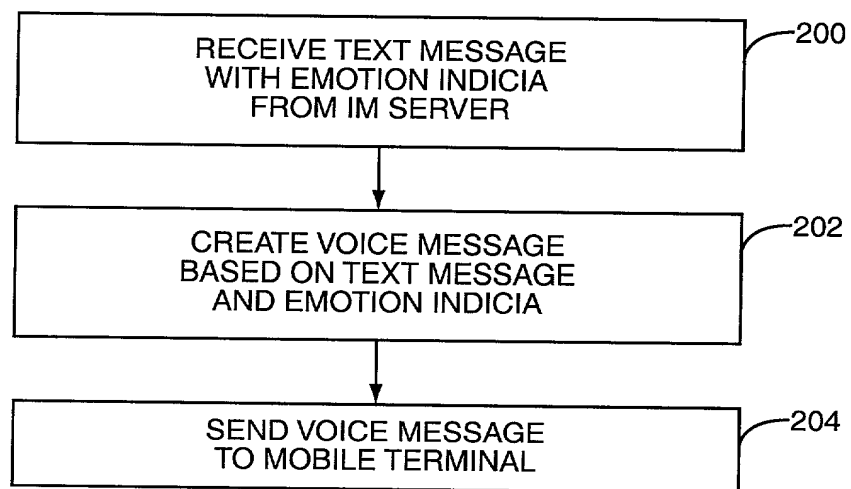 RECEIVE TEXT MESSAGE
WITH EMOTION INDICIA
FROM IM SERVER
200
CREATE VOICE MESSAGE
BASED ON TEXT MESSAGE
AND EMOTION INDICIA
202
SEND VOICE MESSAGE
TO MOBILE TERMINAL
204